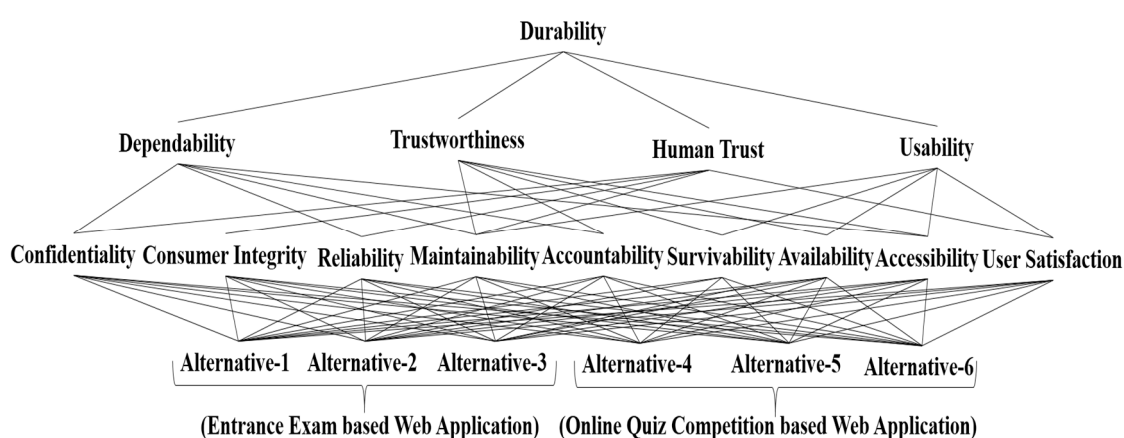 Durability
Dependability Trustworthiness Human Trust Usability
Confidentiality Consumer Integrity Reliability Maintainability Accountability Survivability Availability Accessibility User Satisfaction
Alternative-1 Alternative-2 Alternative-3 Alternative-4 Alternative-5 Alternative-6
(Entrance Exam based Web Application) (Online Quiz Competition based Web Application)